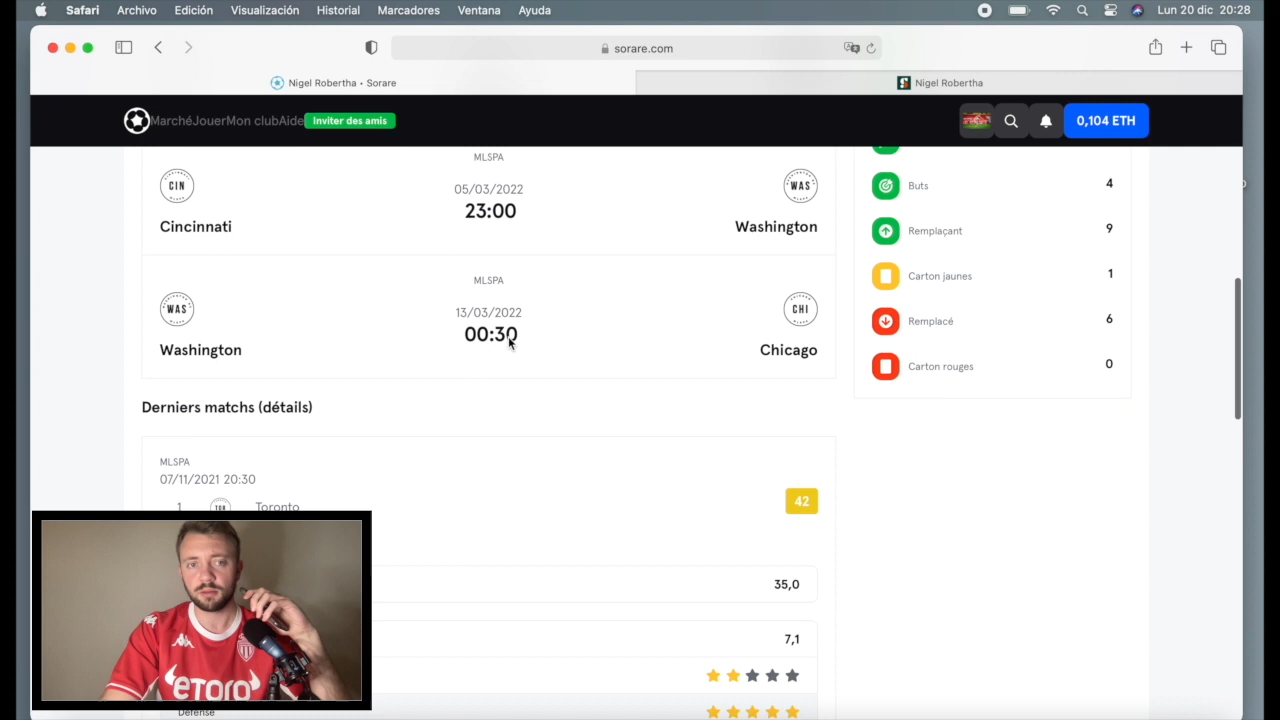 Safari Archivo Edición Visualización Historial Marcadores Ventana Ayuda Lun 20 dic 20:28
sorare.com
Nigel Robertha • Sorare
Nigel Robertha
MarchéJouerMon clubAide
Inviter des amis
0,104 ETH
MLSPA
CIN
05/03/2022
WAS
23:00
Cincinnati
Washington
MLSPA
WAS
13/03/2022
CHI
00:30
Washington
Chicago
Buts 4
Remplaçant 9
Carton jaunes 1
Remplacé 6
Carton rouges 0
Derniers matchs (détails)
MLSPA
07/11/2021 20:30
1 Toronto
42
35,0
7,1
Défense
etoro